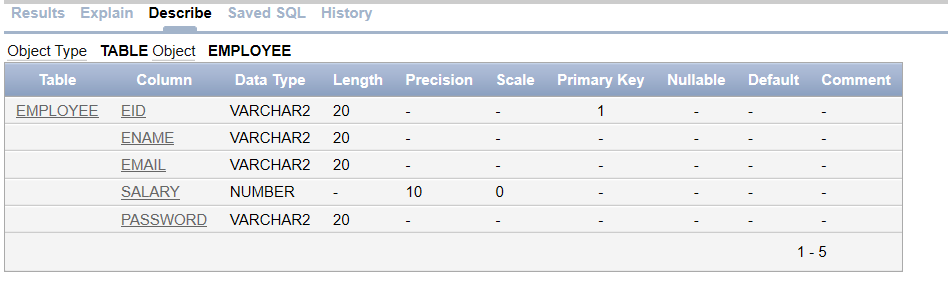 Results Explain Describe Saved SQL History
Object Type TABLE Object EMPLOYEE
Table Column Data Type Length Precision Scale Primary Key Nullable Default Comment
EMPLOYEE EID VARCHAR2 20 - - 1 - - -
ENAME VARCHAR2 20 - - - - - -
EMAIL VARCHAR2 20 - - - - - -
SALARY NUMBER - 10 0 - - - -
PASSWORD VARCHAR2 20 - - - - - -
1 - 5